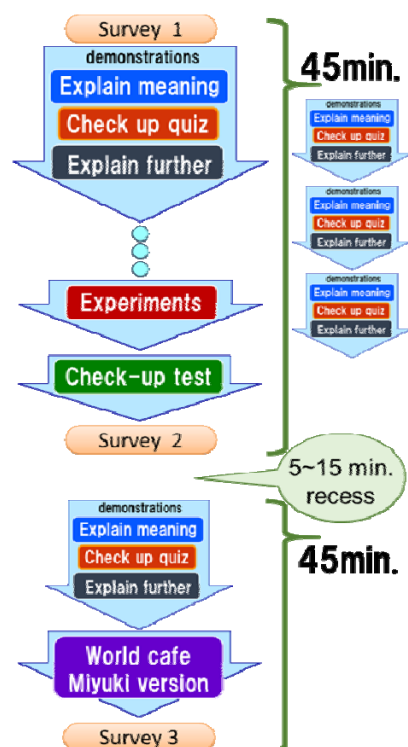 Survey 1
demonstrations
Explain meaning
Check up quiz
Explain further
Experiments
Check-up test
Survey 2
45min.
demonstrations
Explain meaning
Check up quiz
Explain further
demonstrations
Explain meaning
Check up quiz
Explain further
demonstrations
Explain meaning
Check up quiz
Explain further
5~15 min.
recess
demonstrations
Explain meaning
Check up quiz
Explain further
World cafe
Miyuki version
Survey 3
45min.